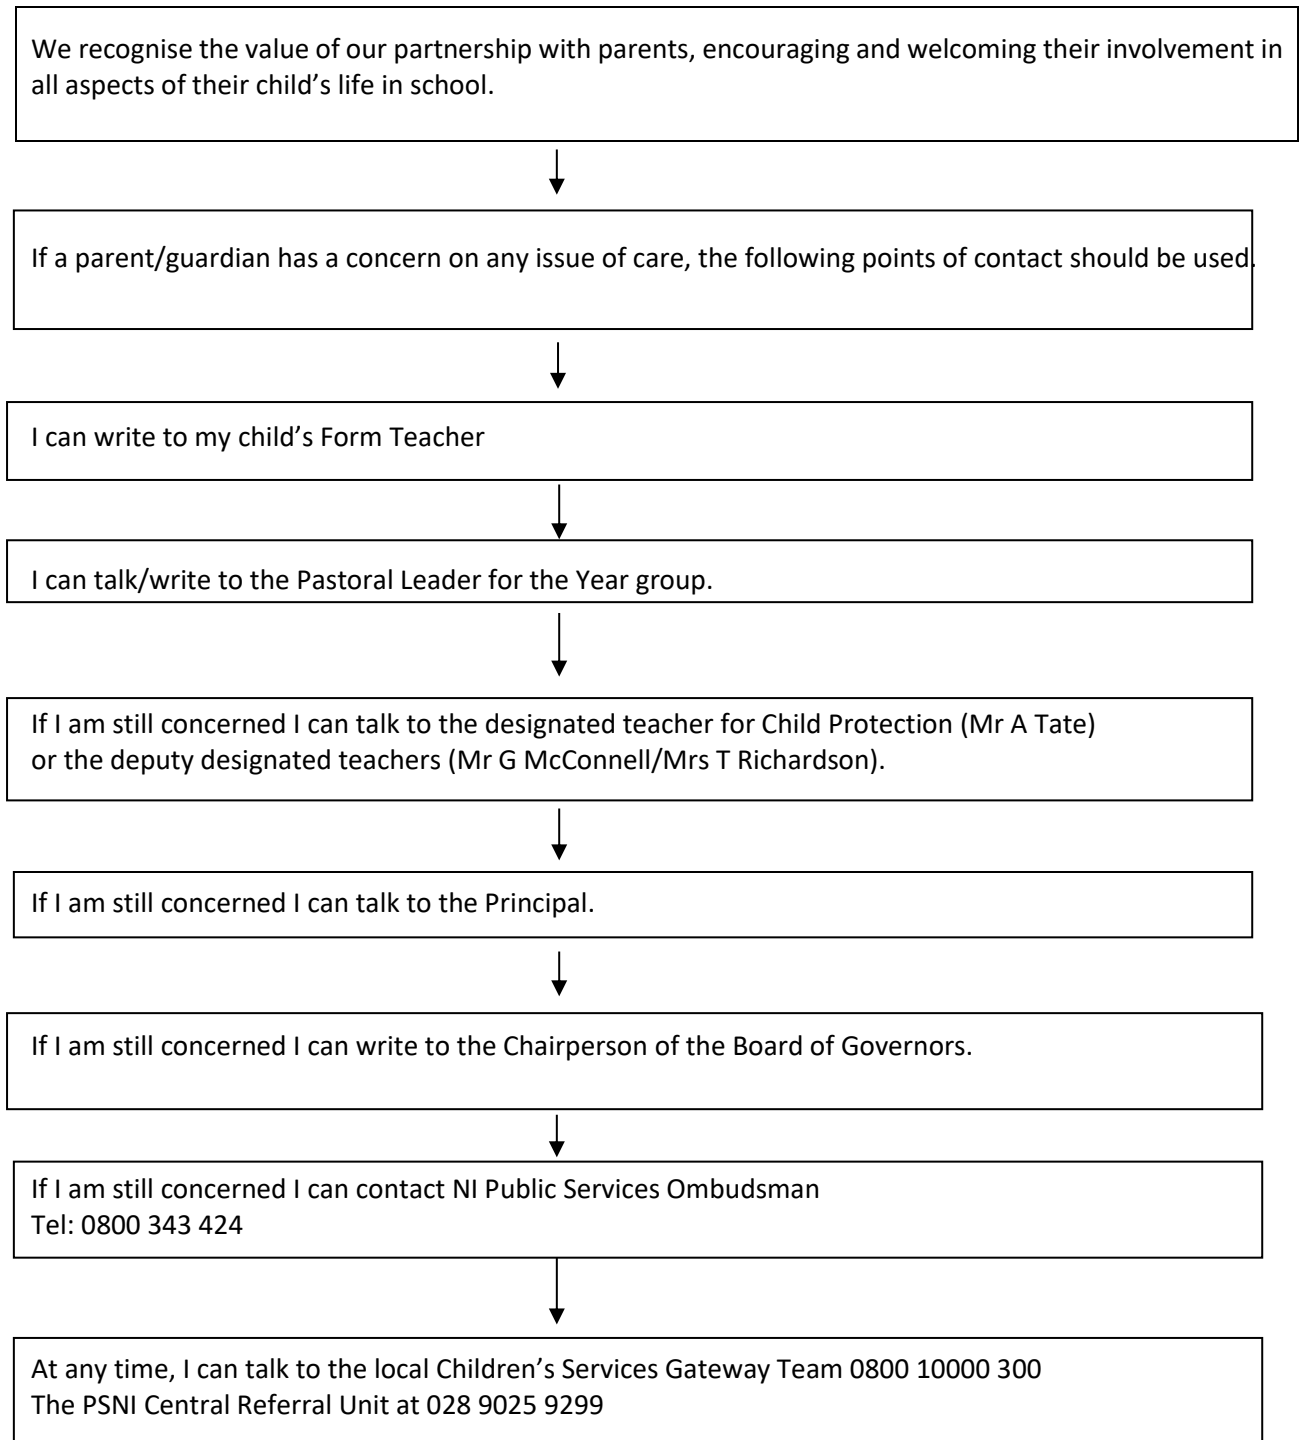 We recognise the value of our partnership with parents, encouraging and welcoming their involvement in
all aspects of their child’s life in school.
If a parent/guardian has a concern on any issue of care, the following points of contact should be used.
I can write to my child’s Form Teacher
I can talk/write to the Pastoral Leader for the Year group.
If I am still concerned I can talk to the designated teacher for Child Protection (Mr A Tate)
or the deputy designated teachers (Mr G McConnell/Mrs T Richardson).
If I am still concerned I can talk to the Principal.
If I am still concerned I can write to the Chairperson of the Board of Governors.
If I am still concerned I can contact NI Public Services Ombudsman
Tel: 0800 343 424
At any time, I can talk to the local Children’s Services Gateway Team 0800 10000 300
The PSNI Central Referral Unit at 028 9025 9299